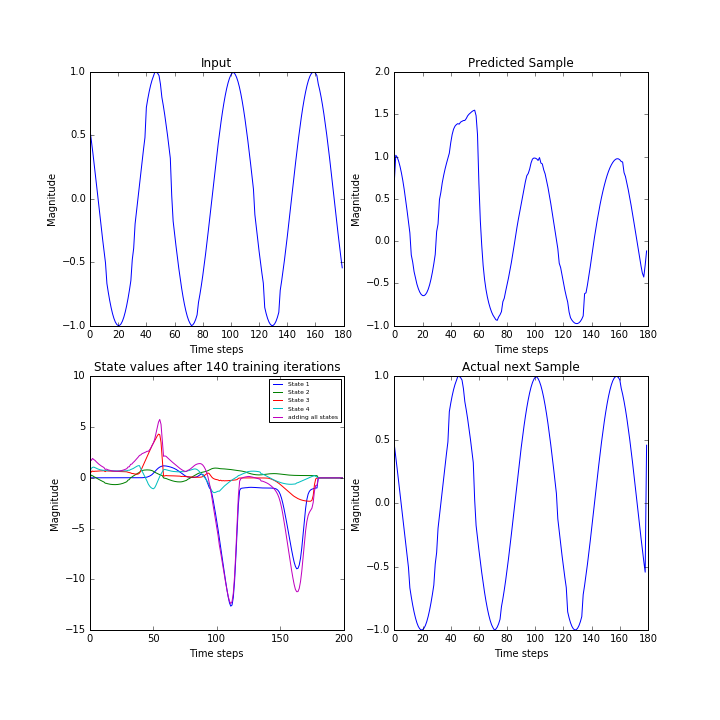 Input
Magnitude
1.0
0.5
0.0
−0.5
−1.0
0 20 40 60 80 100 120 140 160 180
Time steps
Predicted Sample
Magnitude
2.0
1.5
1.0
0.5
0.0
−0.5
−1.0
0 20 40 60 80 100 120 140 160 180
Time steps
State values after 140 training iterations
Magnitude
10
5
0
−5
−10
−15
0 50 100 150 200
Time steps
State 1
State 2
State 3
State 4
adding all states
Actual next Sample
Magnitude
1.0
0.5
0.0
−0.5
−1.0
0 20 40 60 80 100 120 140 160 180
Time steps